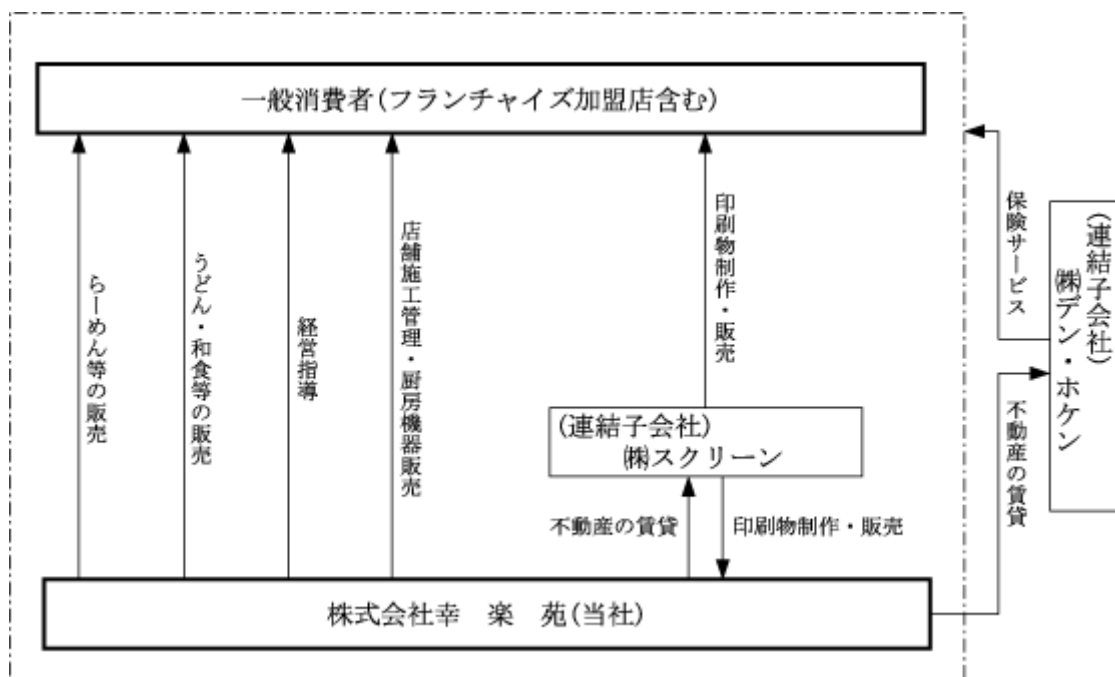 一般消費者(フランチャイズ加盟店含む)
らーめん等の販売
うどん・和食等の販売
経営指導
店舗施工管理・厨房機器販売
印刷物制作・販売
(連結子会社)
㈱スクリーン
不動産の賃貸
印刷物制作・販売
株式会社幸　楽　苑(当社)
保険サービス
不動産の賃貸
(連結子会社)
㈱デン・ホケン